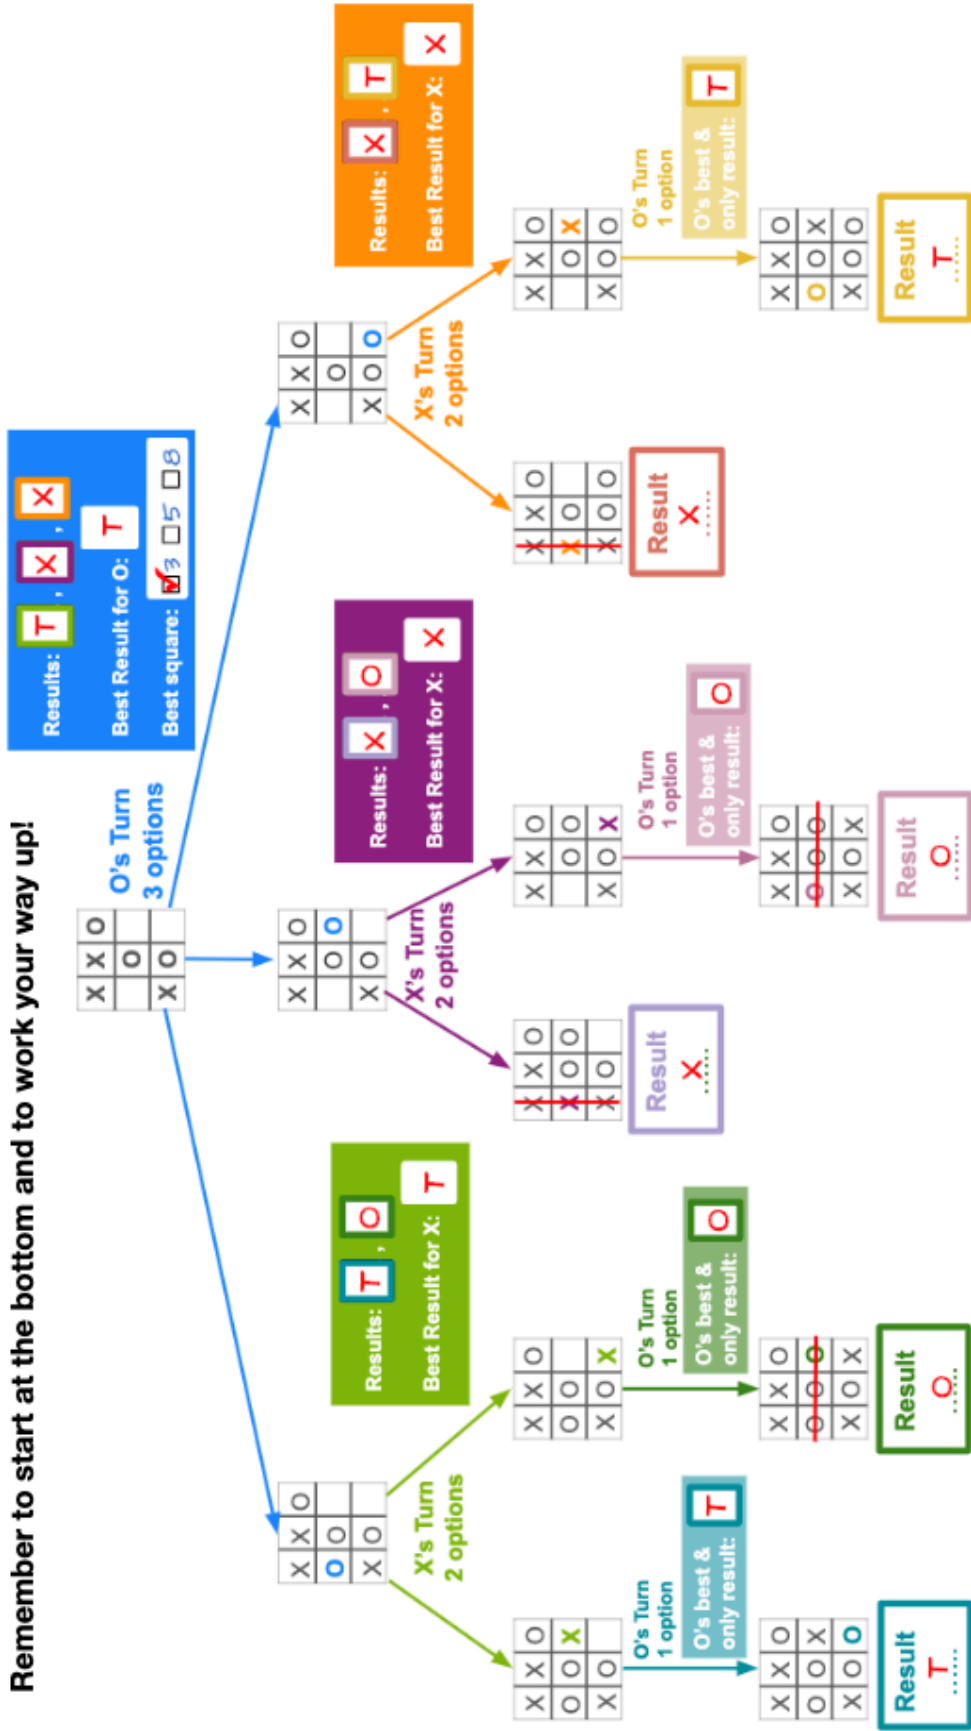 Remember to start at the bottom and to work your way up!
X X O
O
X O
O's Turn
3 options
Results: T , X , X
Best Result for O: T
Best square: 3 5 8
X X O
O O
X O
X's Turn
2 options
Results: T , O
Best Result for X: T
X X O
O O
X O
X's Turn
2 options
Results: X , O
Best Result for X: X
X X O
O
X O O
X's Turn
2 options
Results: X , T
Best Result for X: X
X X O
O O X
X O
O's Turn
1 option
O's best &
only result: T
X X O
O O
X O X
O's Turn
1 option
O's best &
only result: O
X X O
X O O
X O
Result
X
X X O
O O
X O X
O's Turn
1 option
O's best &
only result: O
X X O
X O
X O O
Result
X
X X O
O X
X O O
O's Turn
1 option
O's best &
only result: T
X X O
O O X
X O O
Result
T
X X O
O O O
X O X
Result
O
X X O
O O O
X O X
Result
O
X X O
O O X
X O O
Result
T